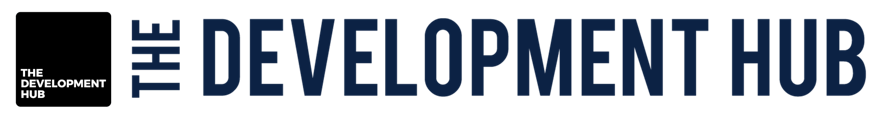 THE
DEVELOPMENT
HUB
THE DEVELOPMENT HUB